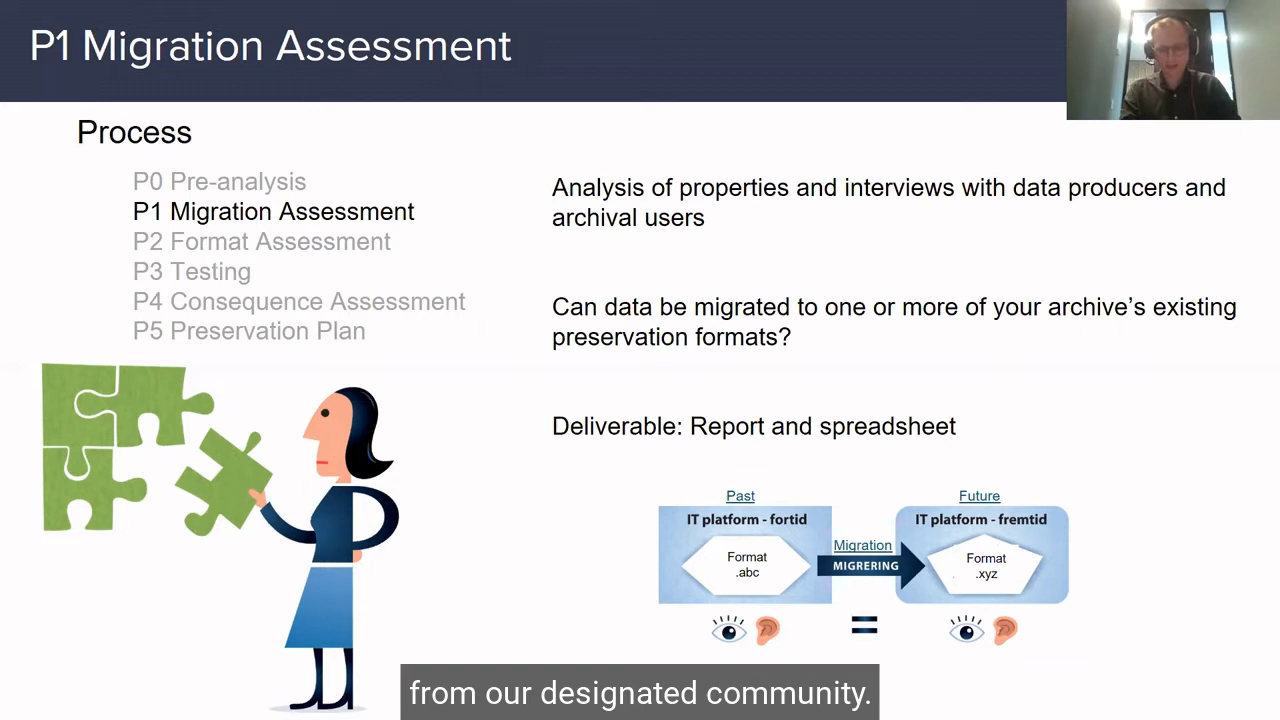 P1 Migration Assessment
Process
P0 Pre-analysis
P1 Migration Assessment
P2 Format Assessment
P3 Testing
P4 Consequence Assessment
P5 Preservation Plan
Analysis of properties and interviews with data producers and
archival users
Can data be migrated to one or more of your archive’s existing
preservation formats?
Deliverable: Report and spreadsheet
Past
IT platform - fortid
Format
.abc
Migration
MIGRERING
Future
IT platform - fremtid
Format
.xyz
=
from our designated community.